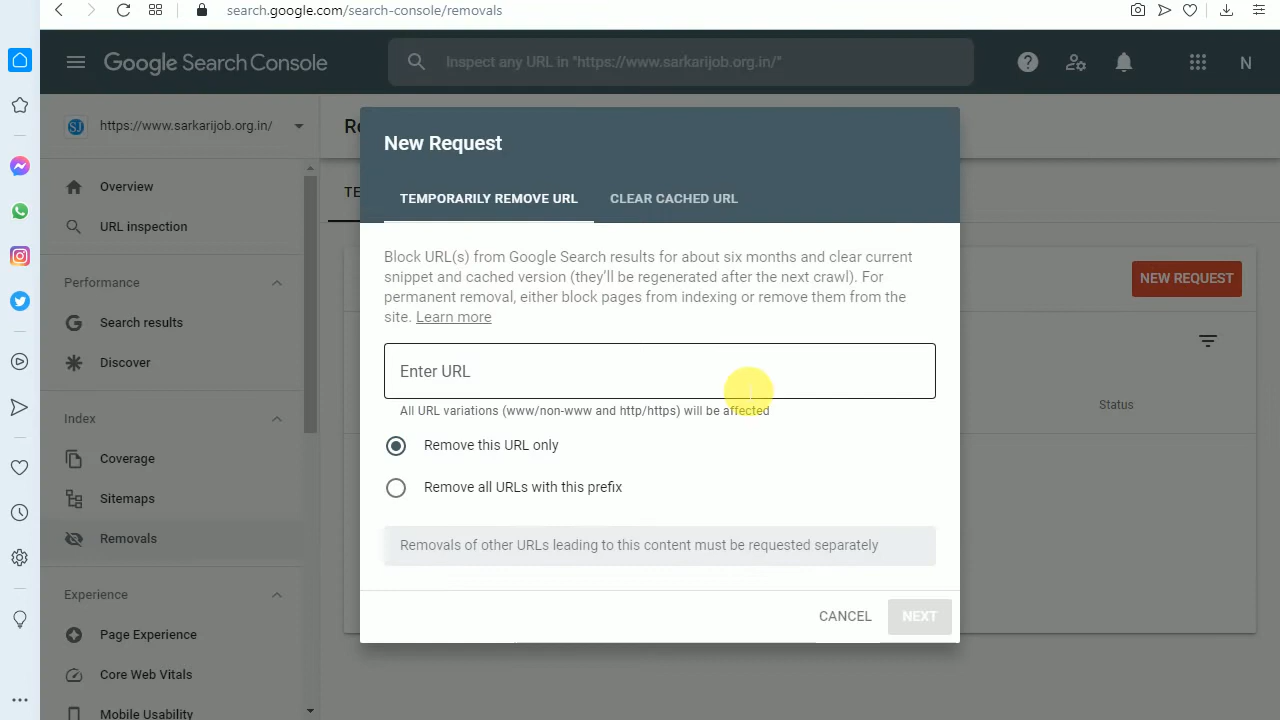 search.google.com/search-console/removals
Google Search Console
Inspect any URL in "https://www.sarkarijob.org.in/"
N
SJ
https://www.sarkarijob.org.in/
Re
Overview
URL inspection
Performance
Search results
Discover
Index
Coverage
Sitemaps
Removals
Experience
Page Experience
Core Web Vitals
Mobile Usability
TE
NEW REQUEST
Status
New Request
TEMPORARILY REMOVE URL
CLEAR CACHED URL
Block URL(s) from Google Search results for about six months and clear current
snippet and cached version (they'll be regenerated after the next crawl). For
permanent removal, either block pages from indexing or remove them from the
site. Learn more
Enter URL
All URL variations (www/non-www and http/https) will be affected
Remove this URL only
Remove all URLs with this prefix
Removals of other URLs leading to this content must be requested separately
CANCEL
NEXT